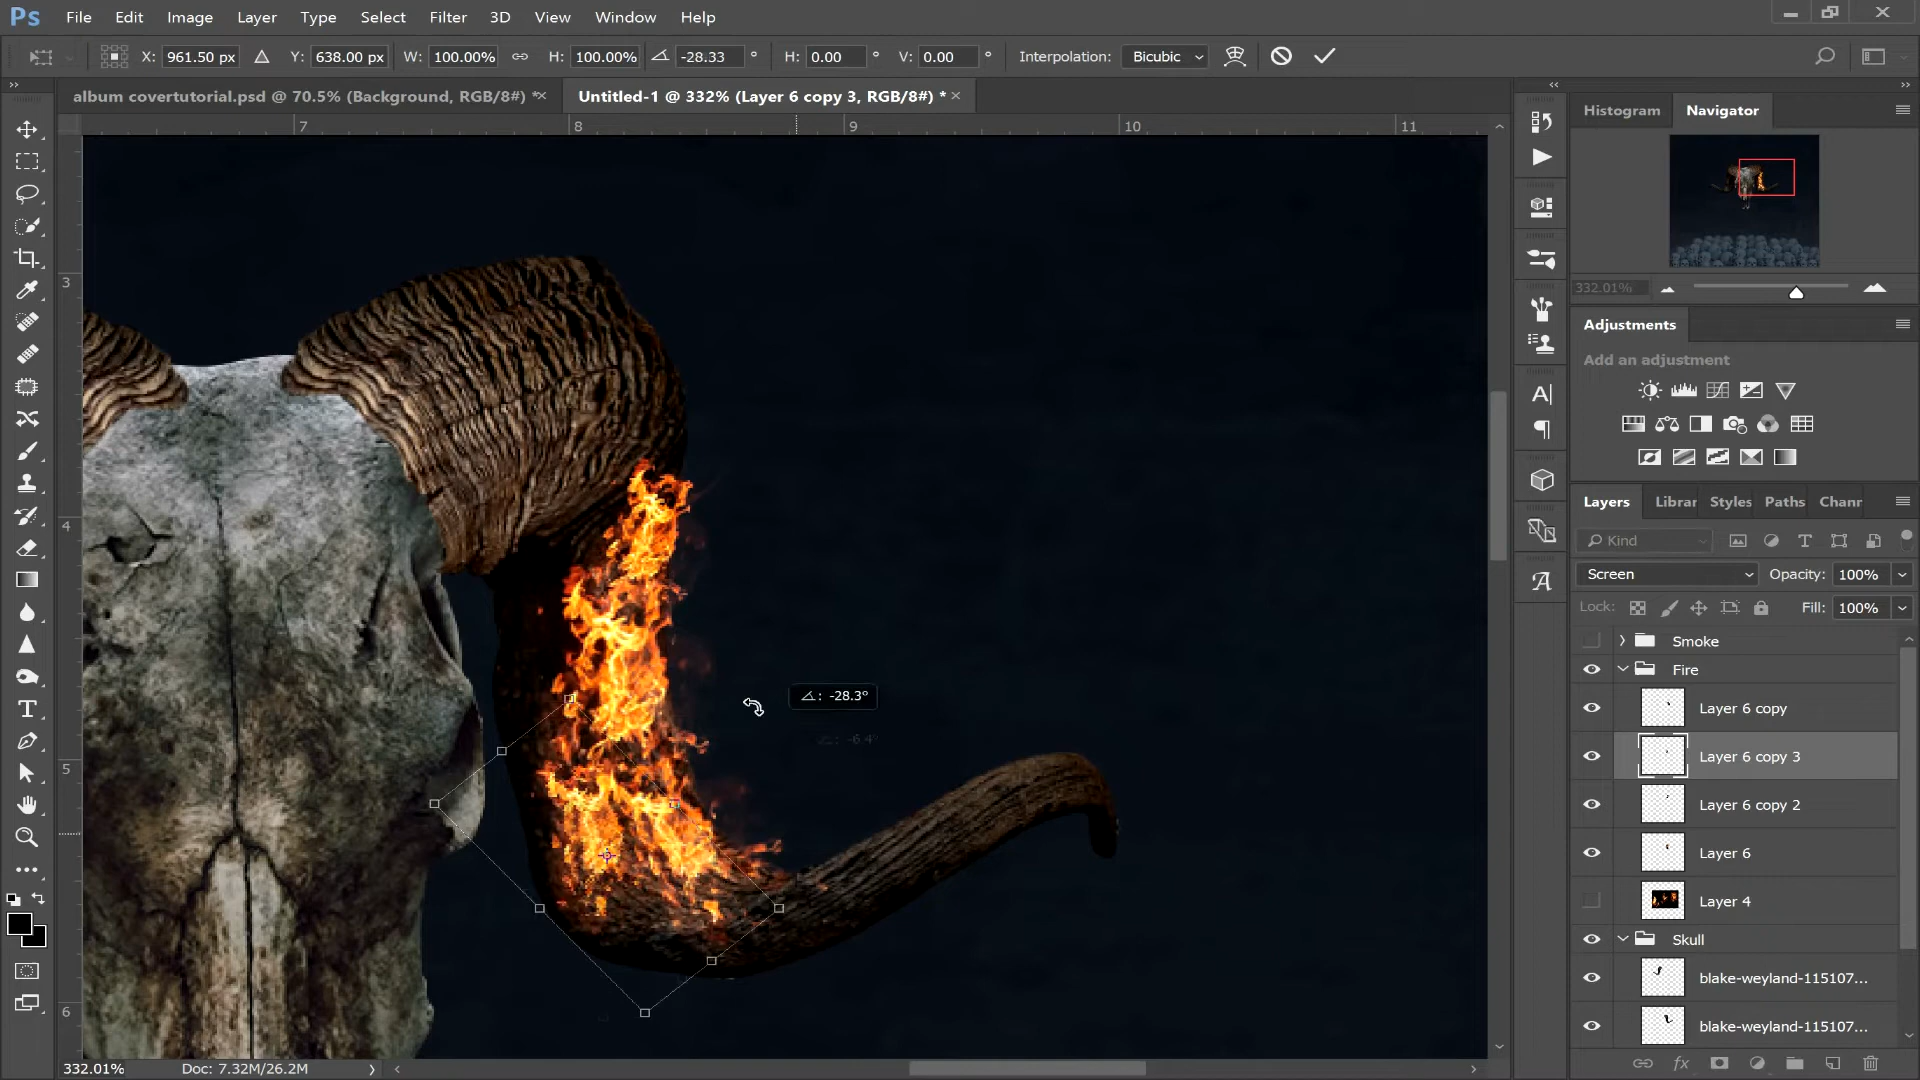 Ps File Edit Image Layer Type Select Filter 3D View Window Help
X: 961.50 px Y: 638.00 px W: 100.00% H: 100.00% -28.33 ° H: 0.00 ° V: 0.00 ° Interpolation: Bicubic
album covertutorial.psd @ 70.5% (Background, RGB/8#) * × Untitled-1 @ 332% (Layer 6 copy 3, RGB/8#) * ×
Histogram Navigator
7 8 9 10 11
3
4
5
6
332.01%
Adjustments
Add an adjustment
Layers Librar Styles Paths Chann
Kind
Screen Opacity: 100%
Lock: Fill: 100%
Smoke
Fire
Layer 6 copy
Layer 6 copy 3
Layer 6 copy 2
Layer 6
Layer 4
Skull
blake-weyland-115107...
blake-weyland-115107...
: -28.3°
: -6.4°
332.01% Doc: 7.32M/26.2M